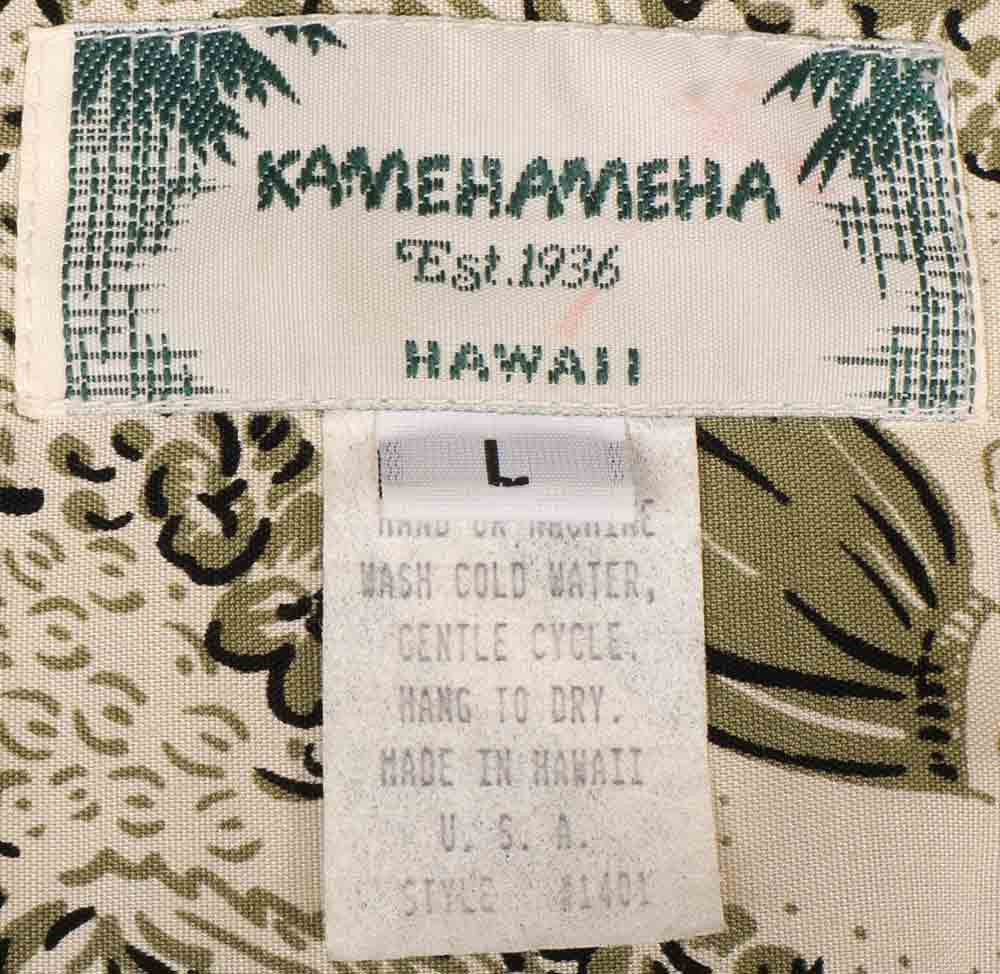 KAMEHAMEHA
Est. 1936
HAWAII
L
HAND OR MACHINE
WASH COLD WATER,
GENTLE CYCLE.
HANG TO DRY.
MADE IN HAWAII
U. S. A.
STYLE #1401